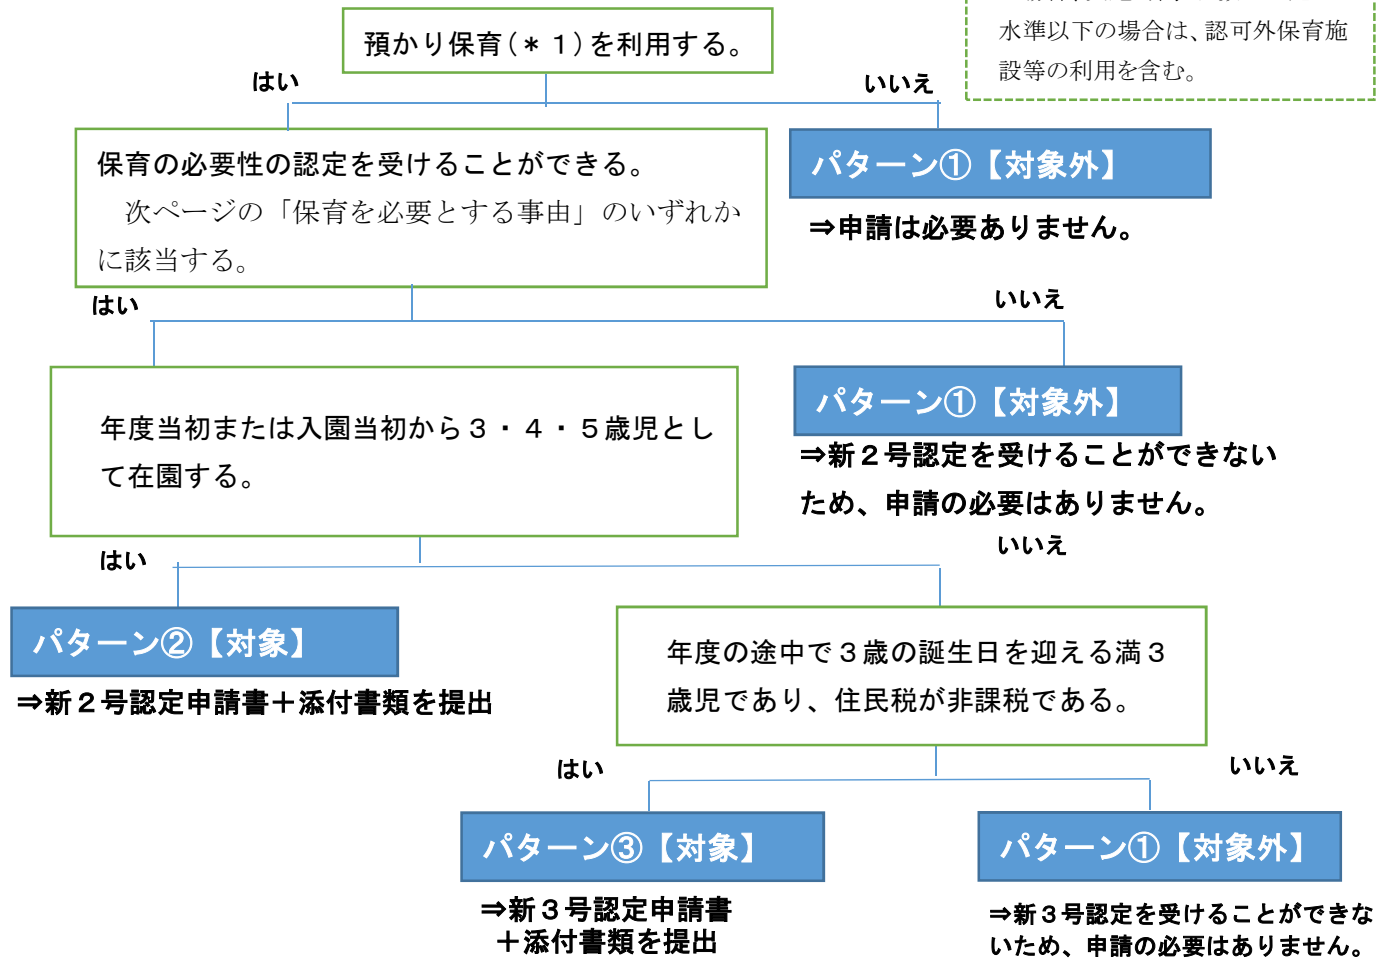 水準以下の場合は、認可外保育施
設等の利用を含む。
預かり保育(＊１)を利用する。
はい
いいえ
保育の必要性の認定を受けることができる。
次ページの「保育を必要とする事由」のいずれか
に該当する。
パターン①【対象外】
⇒申請は必要ありません。
はい
いいえ
年度当初または入園当初から３・４・５歳児とし
て在園する。
パターン①【対象外】
⇒新２号認定を受けることができない
ため、申請の必要はありません。
はい
いいえ
パターン②【対象】
⇒新２号認定申請書＋添付書類を提出
年度の途中で３歳の誕生日を迎える満３
歳児であり、住民税が非課税である。
はい
いいえ
パターン③【対象】
⇒新３号認定申請書
＋添付書類を提出
パターン①【対象外】
⇒新３号認定を受けることができな
いため、申請の必要はありません。